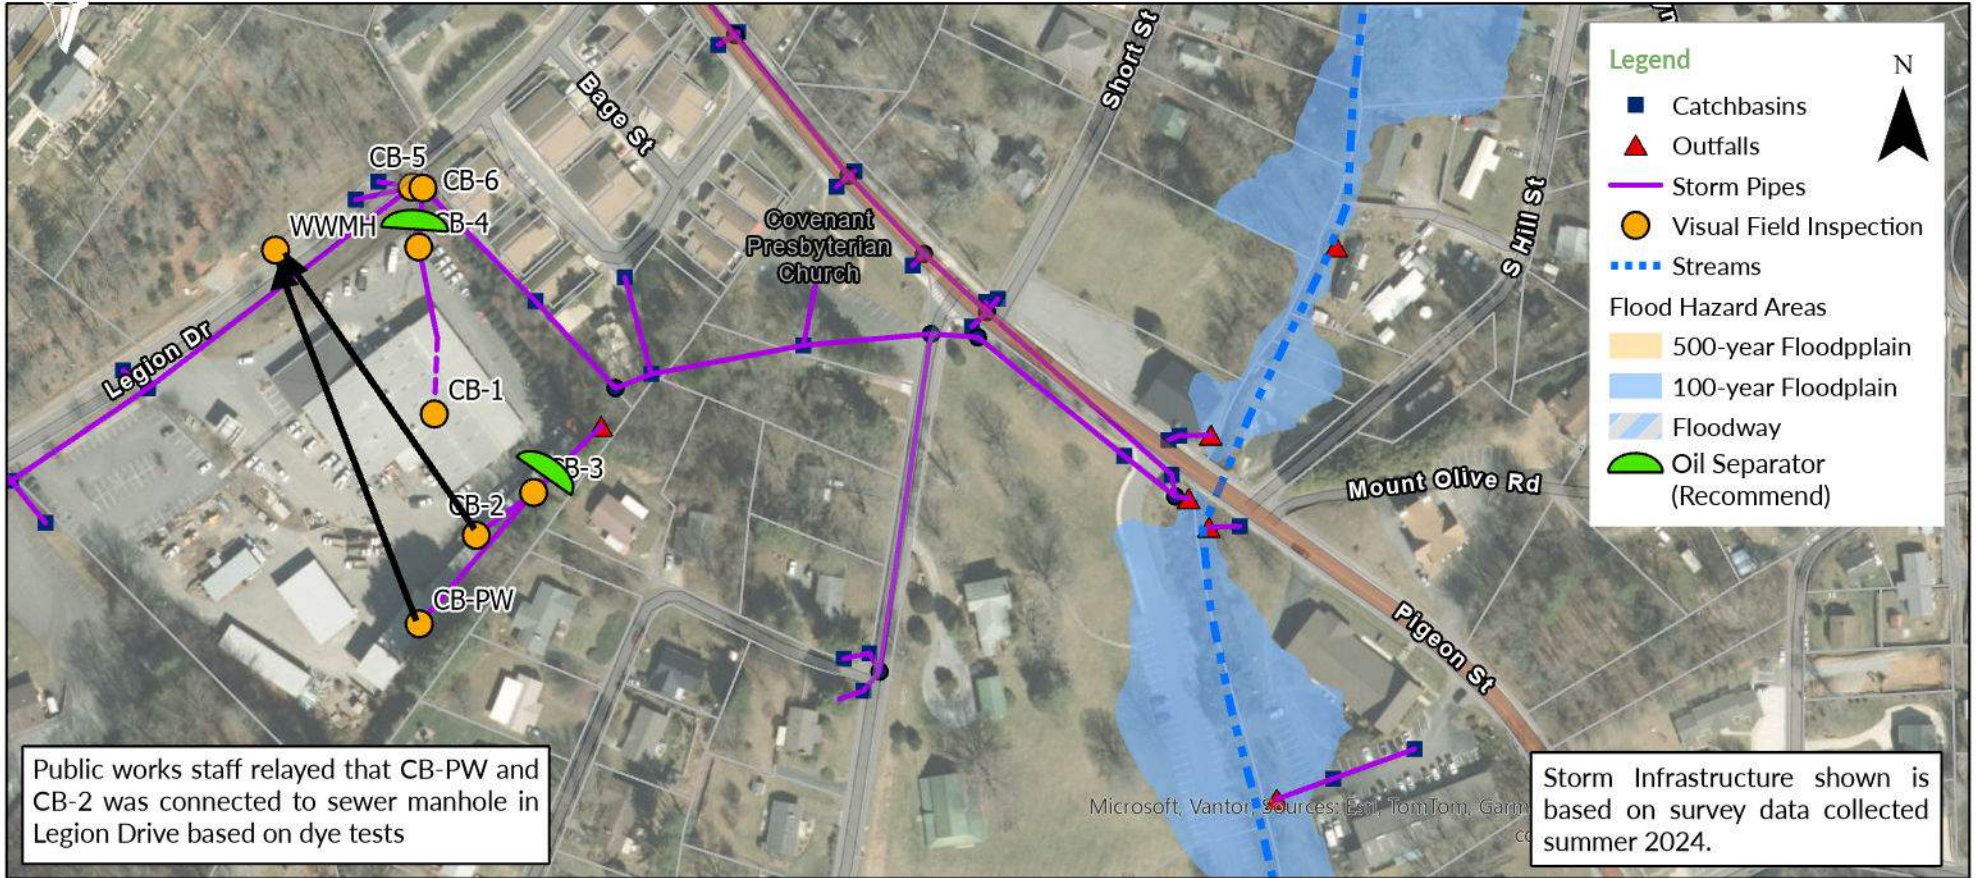 Short St
Bage St
Legend
N
Catchbasins
Outfalls
Storm Pipes
Visual Field Inspection
Streams
Flood Hazard Areas
500-year Floodpplain
100-year Floodplain
Floodway
Oil Separator
(Recommend)
CB-5
CB-6
WWMH
CB-4
Covenant
Presbyterian
Church
S Hill St
Legion Dr
CB-1
CB-3
CB-2
Mount Olive Rd
CB-PW
Pigeon St
Public works staff relayed that CB-PW and
CB-2 was connected to sewer manhole in
Legion Drive based on dye tests
Microsoft, Vantor, Sources: Esri, TomTom, Garm
Storm Infrastructure shown is
based on survey data collected
summer 2024.